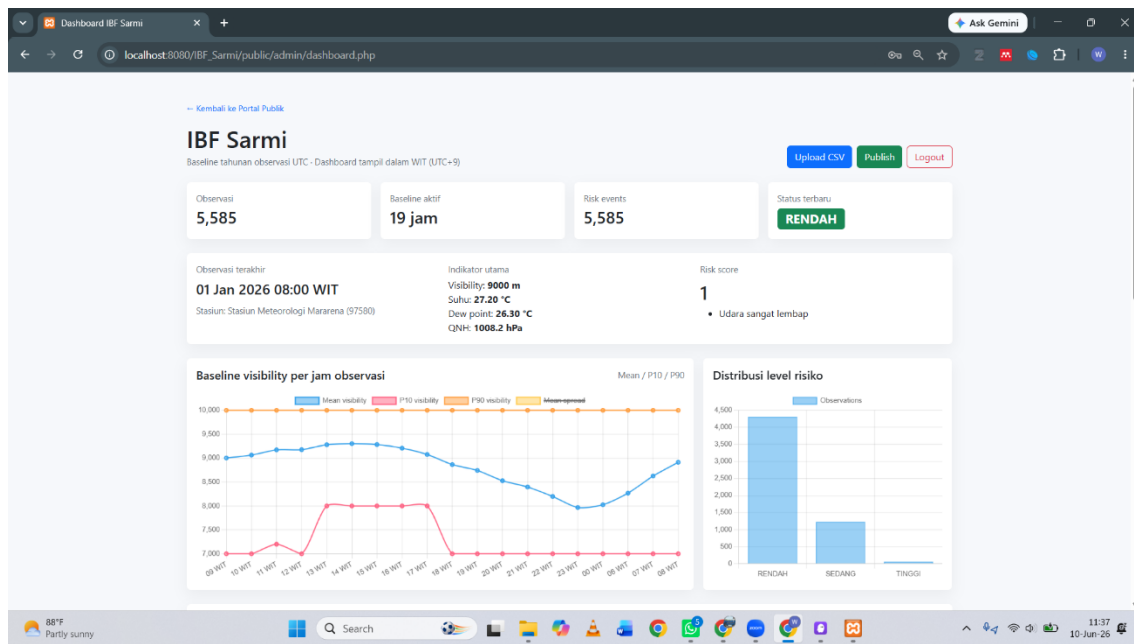 Dashboard IBF Sarmi
Ask Gemini
localhost:8080/IBF_Sarmi/public/admin/dashboard.php
W
← Kembali ke Portal Publik
IBF Sarmi
Baseline tahunan observasi UTC - Dashboard tampil dalam WIT (UTC+9)
Upload CSV Publish Logout
Observasi
5,585
Baseline aktif
19 jam
Risk events
5,585
Status terbaru
RENDAH
Observasi terakhir
01 Jan 2026 08:00 WIT
Stasiun: Stasiun Meteorologi Mararena (97580)
Indikator utama
Visibility: 9000 m
Suhu: 27.20 °C
Dew point: 26.30 °C
QNH: 1008.2 hPa
Risk score
1
• Udara sangat lembap
Baseline visibility per jam observasi
Mean / P10 / P90
Mean visibility P10 visibility P90 visibility Mean spread
10,000
9,500
9,000
8,500
8,000
7,500
7,000
09 WIT 10 WIT 11 WIT 12 WIT 13 WIT 14 WIT 15 WIT 16 WIT 17 WIT 18 WIT 19 WIT 20 WIT 21 WIT 22 WIT 23 WIT 00 WIT 06 WIT 07 WIT 08 WIT
Distribusi level risiko
Observations
4,500
4,000
3,500
3,000
2,500
2,000
1,500
1,000
500
0
RENDAH SEDANG TINGGI
88°F
Partly sunny
Search
11:37
10-Jun-26